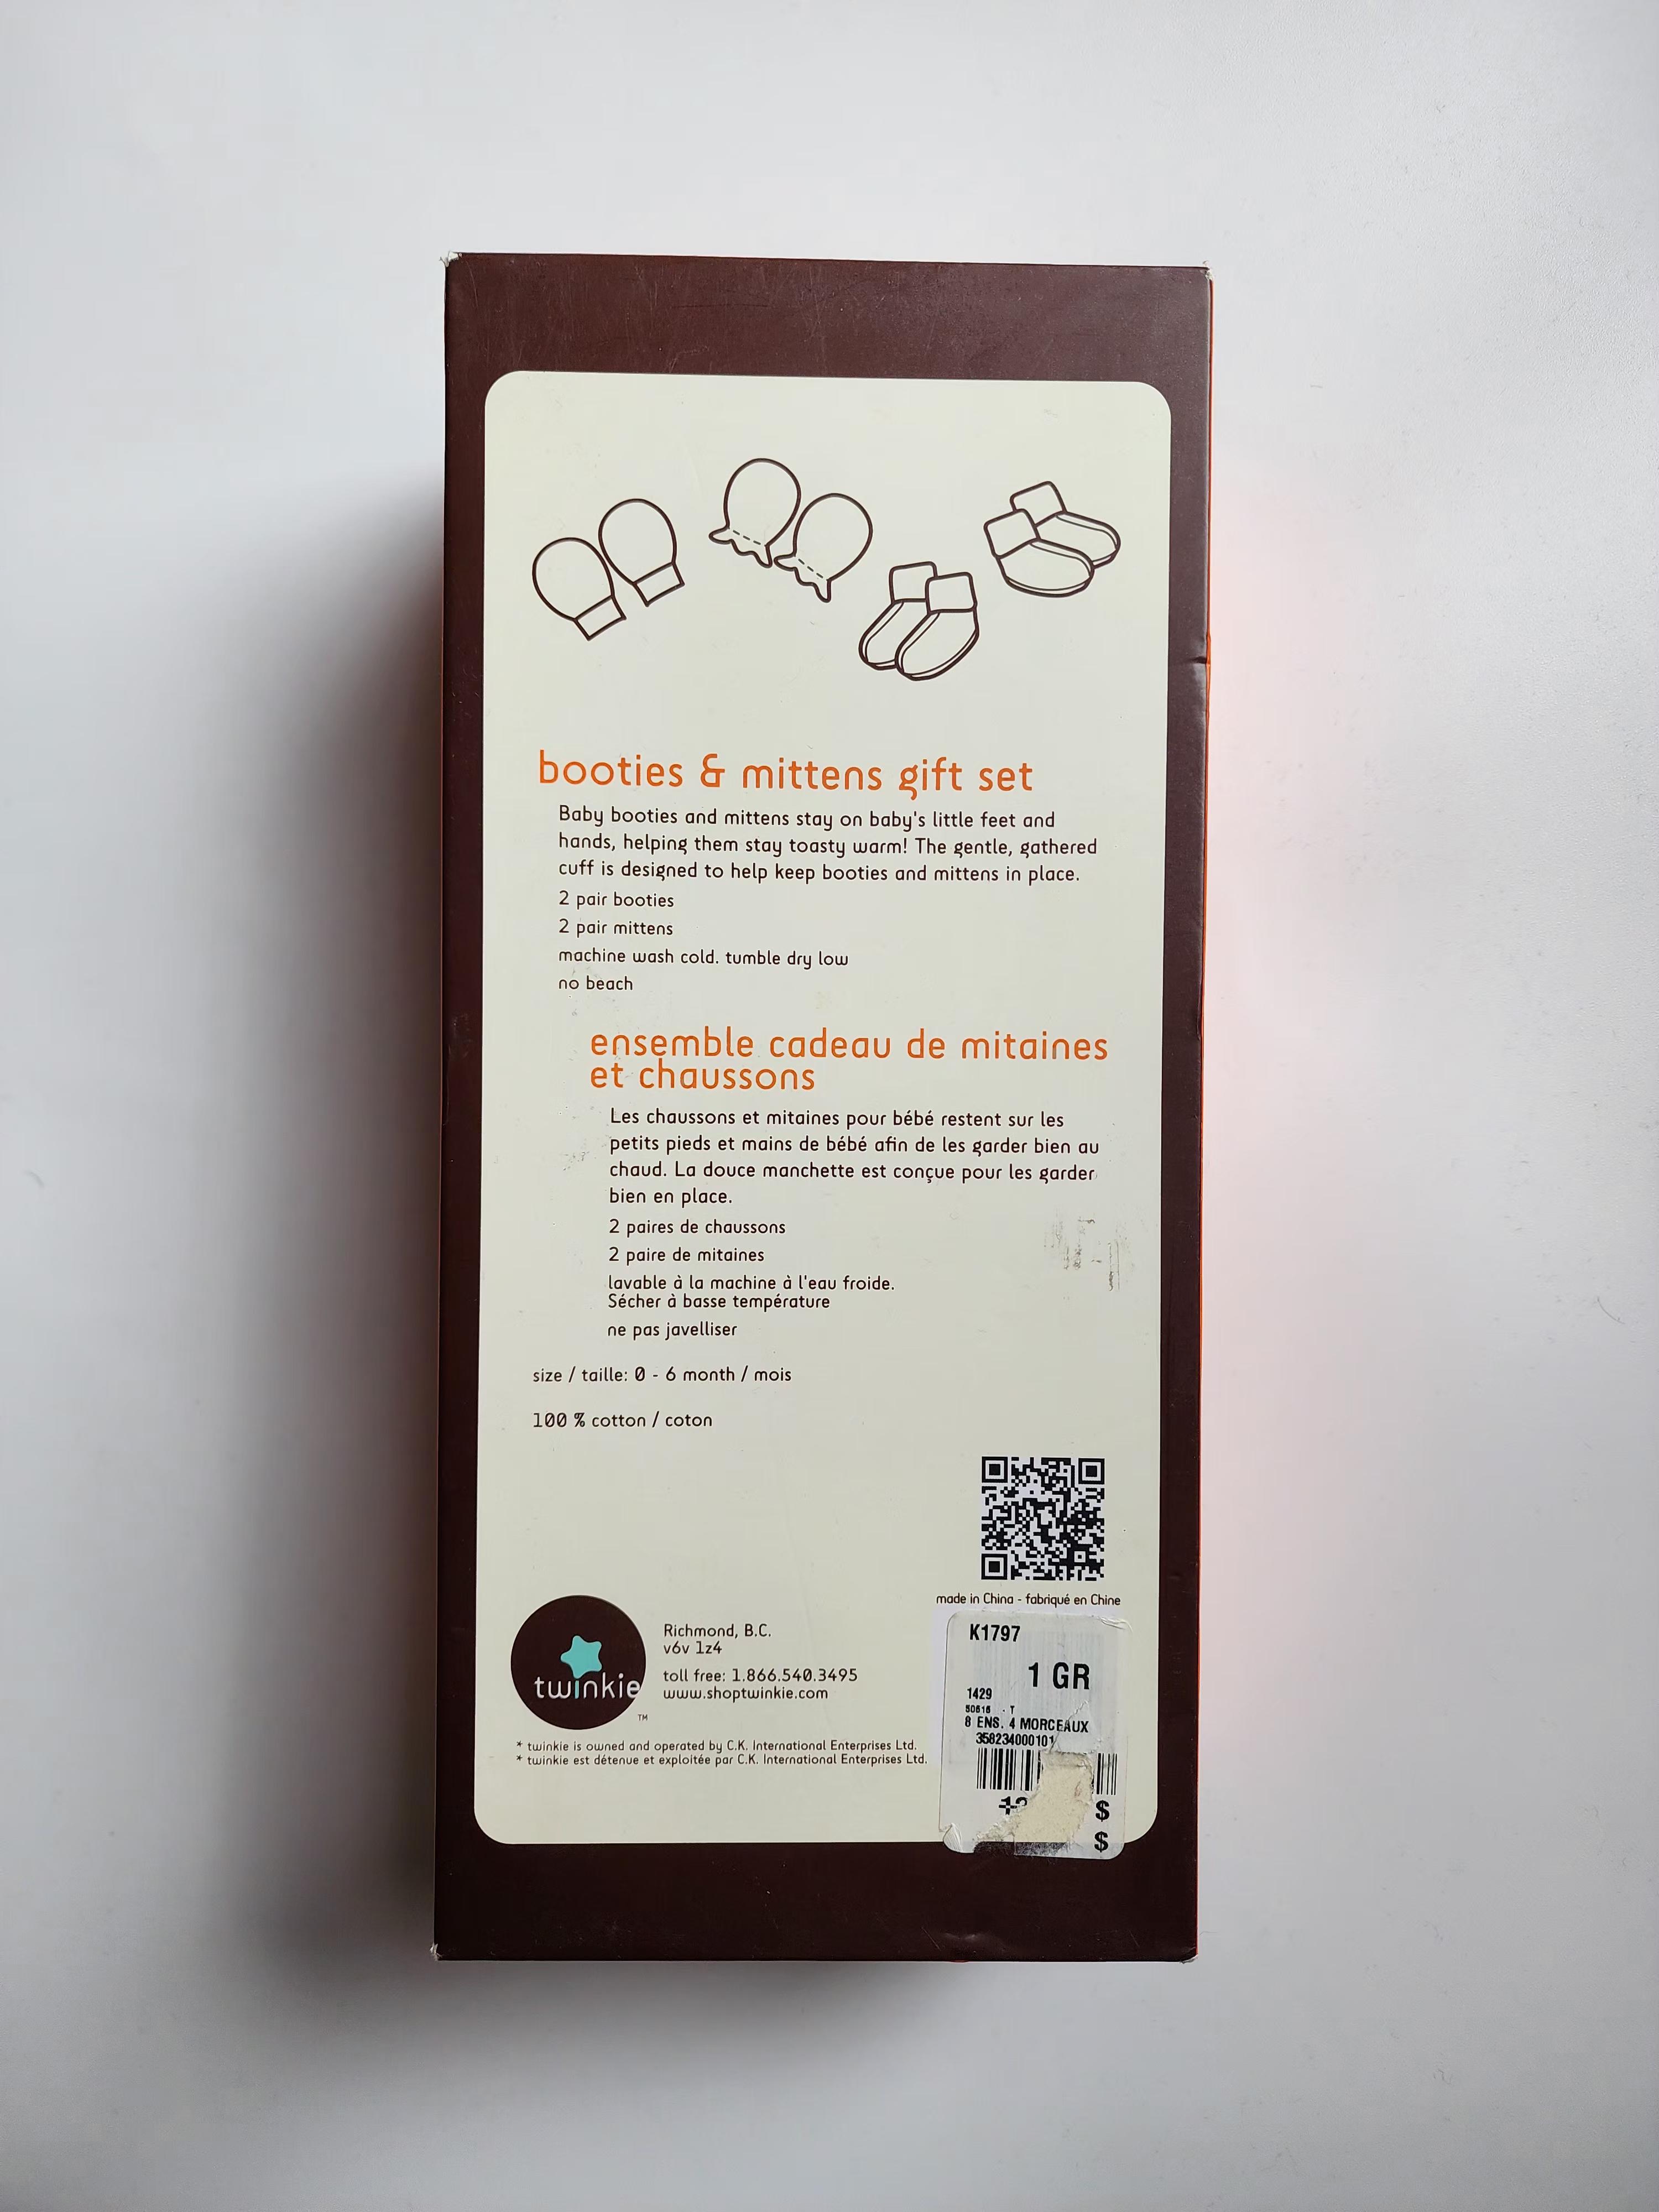 booties & mittens gift set
Baby booties and mittens stay on baby's little feet and
hands, helping them stay toasty warm! The gentle, gathered
cuff is designed to help keep booties and mittens in place.
2 pair booties
2 pair mittens
machine wash cold. tumble dry low
no beach
ensemble cadeau de mitaines
et chaussons
Les chaussons et mitaines pour bébé restent sur les
petits pieds et mains de bébé afin de les garder bien au
chaud. La douce manchette est conçue pour les garder
bien en place.
2 paires de chaussons
2 paire de mitaines
lavable à la machine à l'eau froide.
Sécher à basse température
ne pas javelliser
size / taille: 0 - 6 month / mois
100 % cotton / coton
made in China - fabriqué en Chine
twinkie
TM
Richmond, B.C.
v6v 1z4
toll free: 1.866.540.3495
www.shoptwinkie.com
* twinkie is owned and operated by C.K. International Enterprises Ltd.
* twinkie est détenue et exploitée par C.K. International Enterprises Ltd.
K1797
1 GR
1429
50616 . T
8 ENS. 4 MORCEAUX
358234000101
$
$